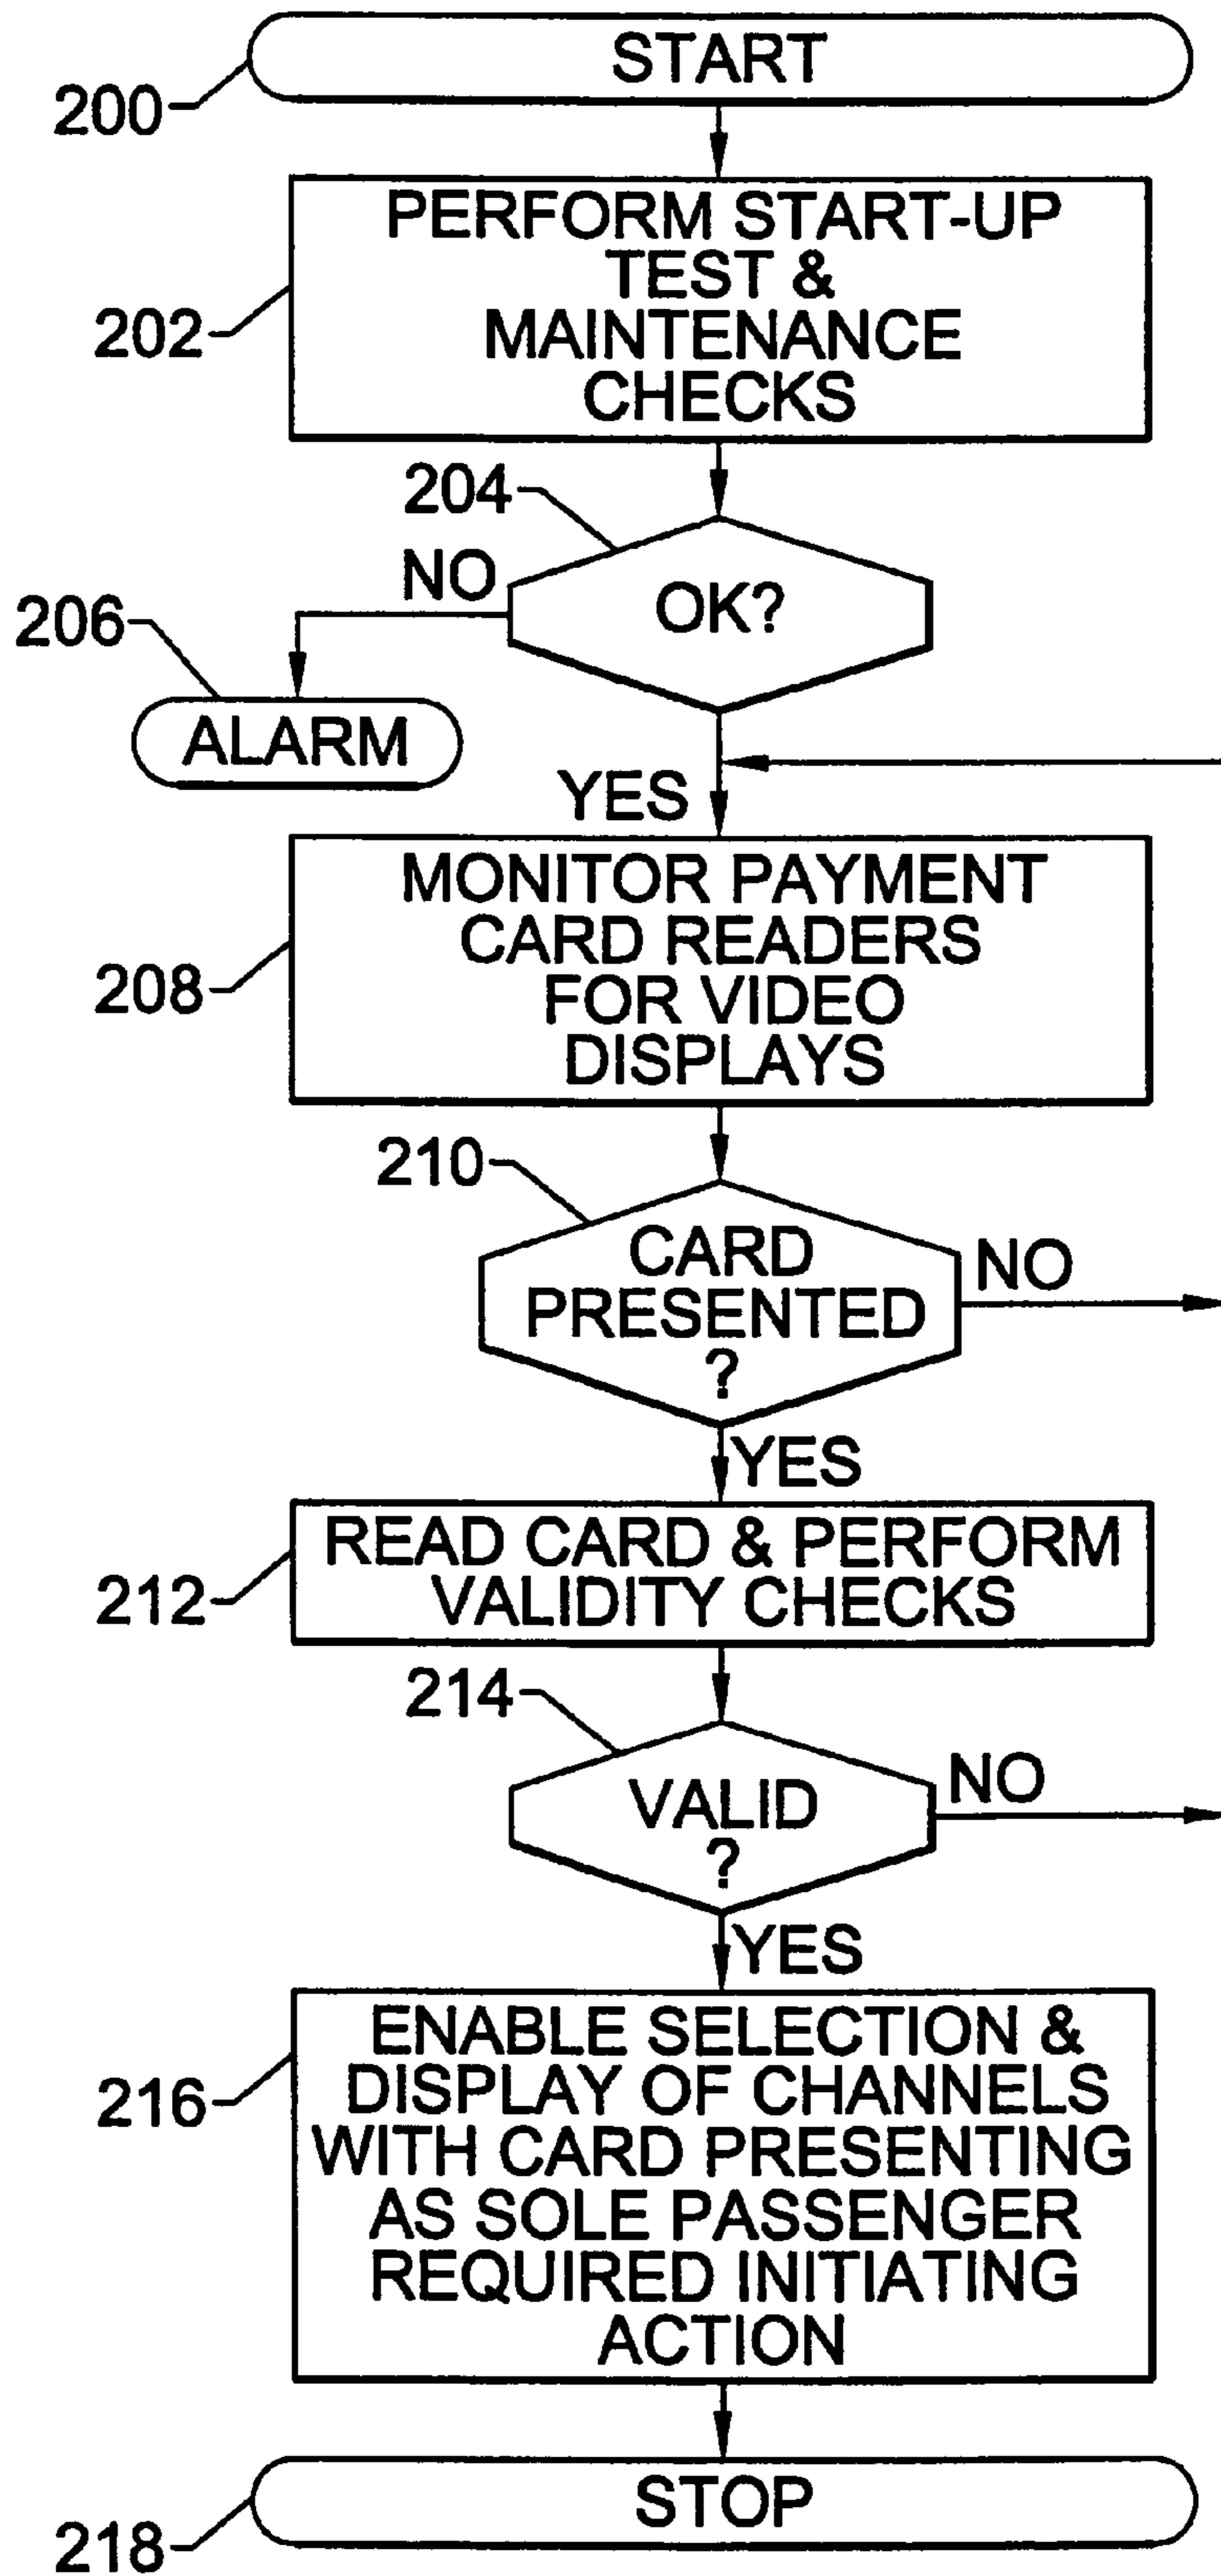 START
200
PERFORM START-UP
TEST &
MAINTENANCE
CHECKS
202
204
NO
OK?
206
ALARM
YES
MONITOR PAYMENT
CARD READERS
FOR VIDEO
DISPLAYS
208
210
CARD
PRESENTED
?
NO
YES
READ CARD & PERFORM
VALIDITY CHECKS
212
214
VALID
?
NO
YES
ENABLE SELECTION &
DISPLAY OF CHANNELS
WITH CARD PRESENTING
AS SOLE PASSENGER
REQUIRED INITIATING
ACTION
216
STOP
218